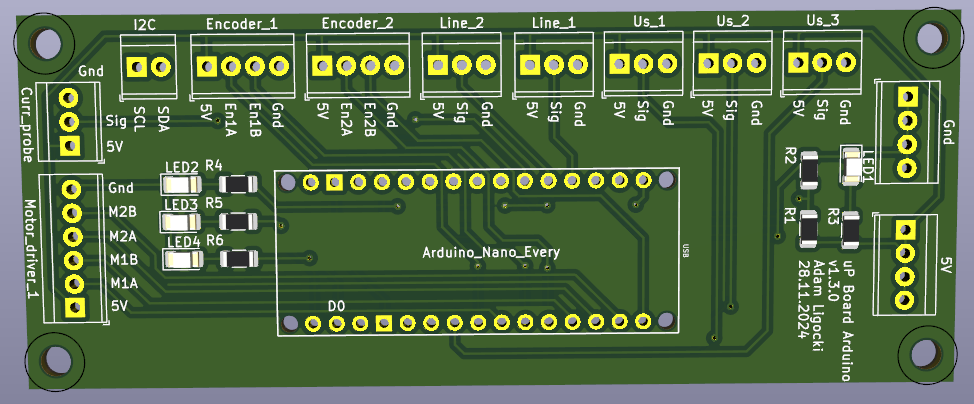 I2C
Encoder_1
Encoder_2
Line_2
Line_1
Us_1
Us_2
Us_3
Gnd
Sig
5V
Curr_probe
SCL
SDA
5V
En1A
En1B
Gnd
5V
En2A
En2B
Gnd
5V
Sig
Gnd
5V
Sig
Gnd
5V
Sig
Gnd
5V
Sig
Gnd
5V
Sig
Gnd
Gnd
LED2
R4
LED3
R5
LED4
R6
Gnd
M2B
M2A
M1B
M1A
5V
Motor_driver_1
Arduino_Nano_Every
USB
D0
R2
LED1
R1
R3
5V
uP Board Arduino
v1.3.0
Adam Ligocki
28.11.2024